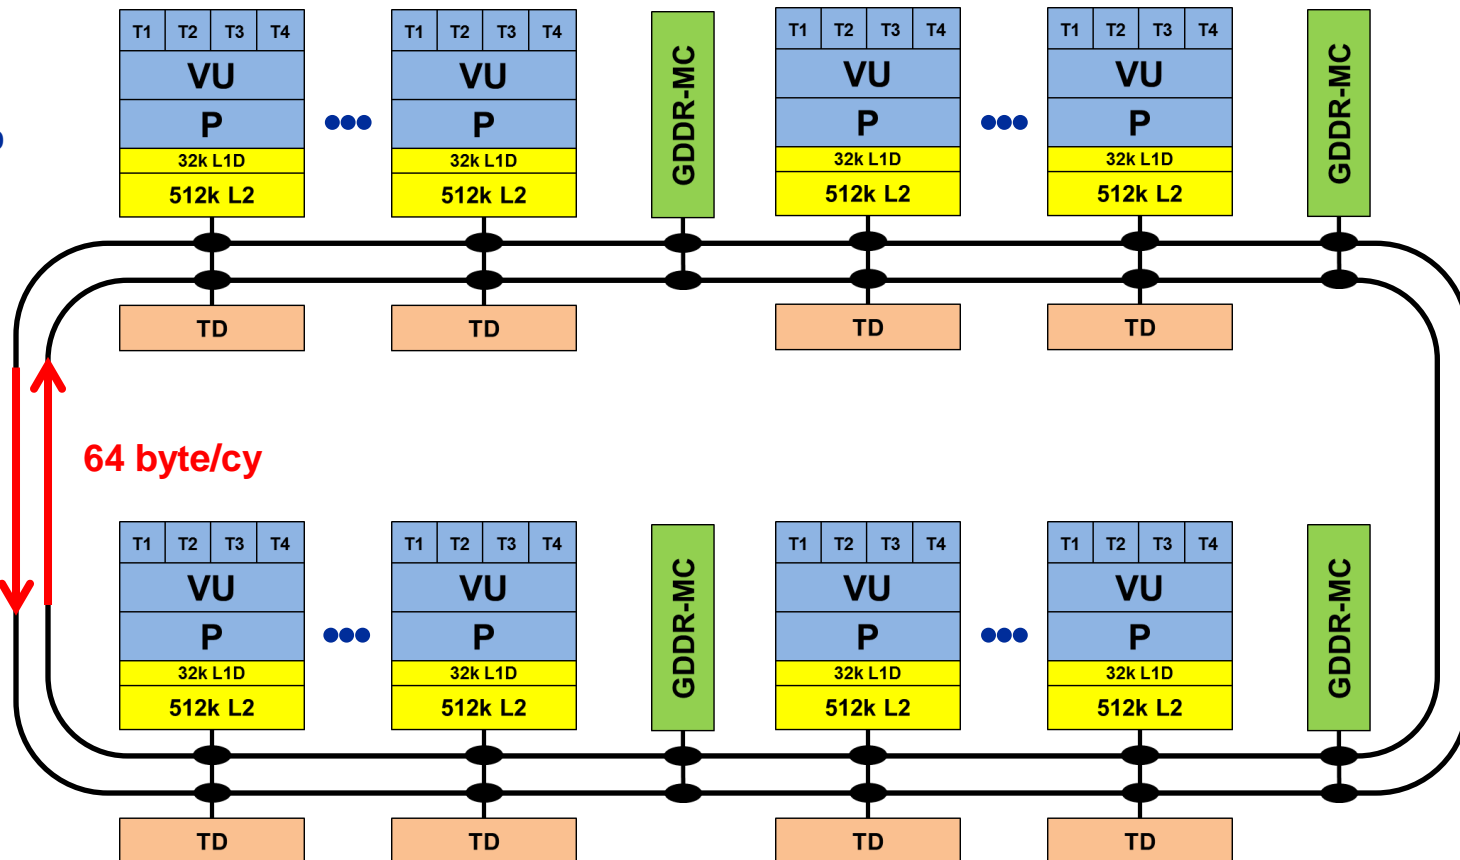 T1 T2 T3 T4 T1 T2 T3 T4 T1 T2 T3 T4 T1 T2 T3 T4
VU VU GDDR-MC VU VU GDDR-MC
P P P P
32k L1D 32k L1D 32k L1D 32k L1D
512k L2 512k L2 512k L2 512k L2
TD TD TD TD
64 byte/cy
T1 T2 T3 T4 T1 T2 T3 T4 T1 T2 T3 T4 T1 T2 T3 T4
VU VU GDDR-MC VU VU GDDR-MC
P P P P
32k L1D 32k L1D 32k L1D 32k L1D
512k L2 512k L2 512k L2 512k L2
TD TD TD TD